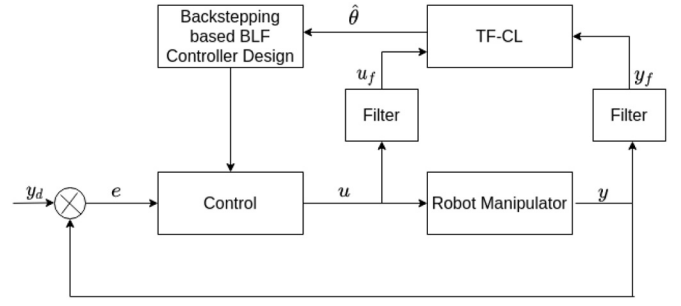 Backstepping
based BLF
Controller Design
θ̂
TF-CL
u_f
y_f
Filter
Filter
y_d
e
Control
u
Robot Manipulator
y